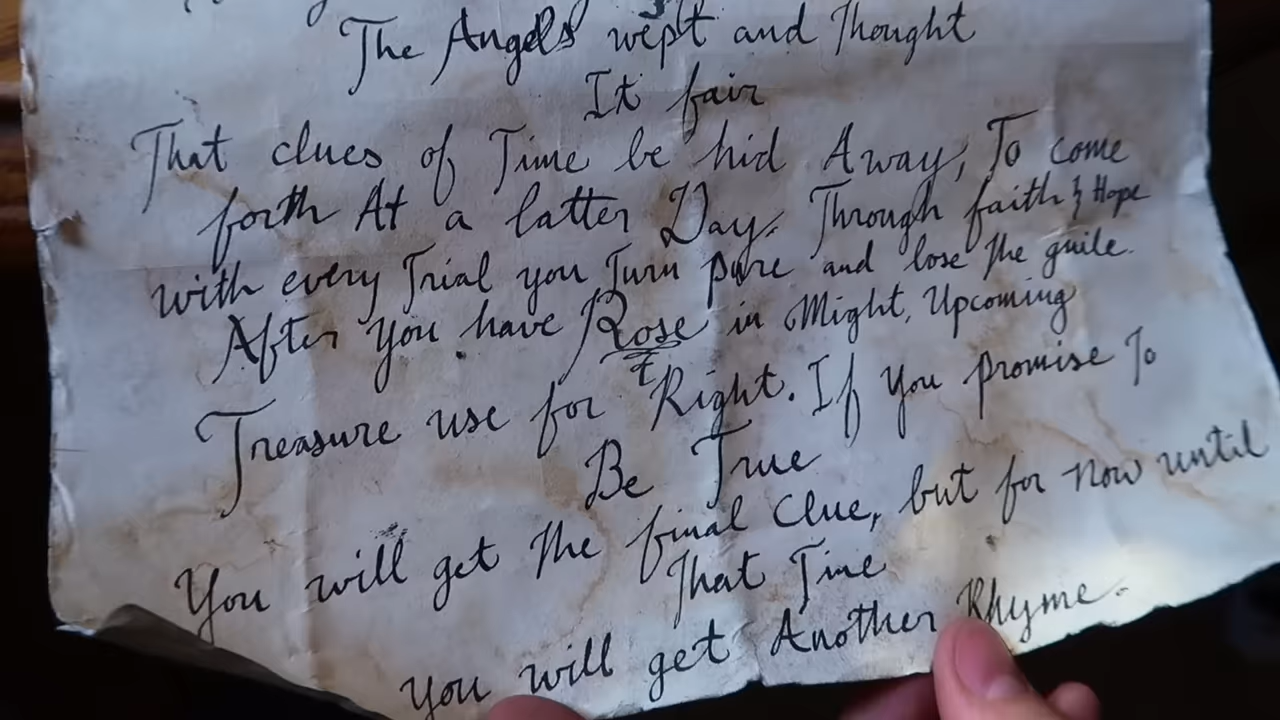 The Angels wept and Thought
It fair
That clues of Time be hid Away, To come
forth At a latter Day. Through faith & Hope
with every Trial you Turn pure and lose The guile.
After you have Rose in Might, Upcoming
Treasure use for Right. If you promise To
Be True
You will get The final Clue, but for now until
That Time
you will get Another Rhyme.